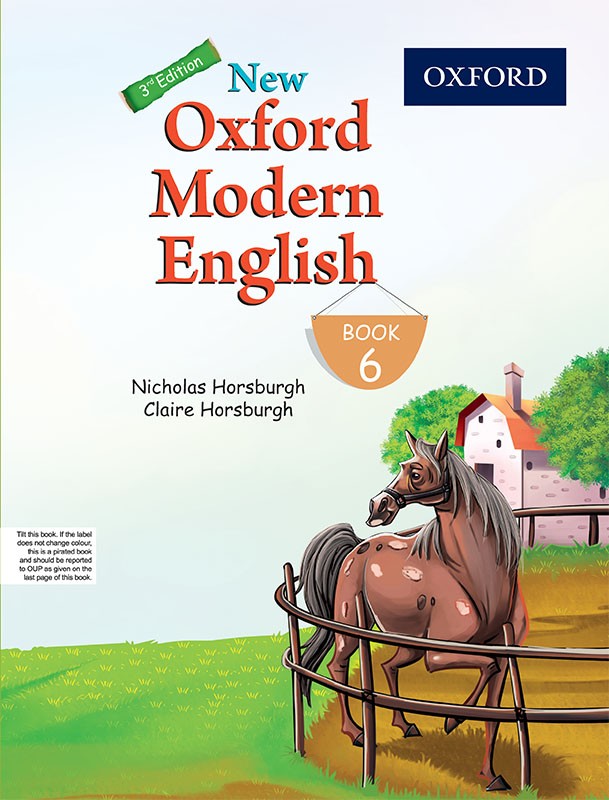 3rd Edition
New
Oxford
Modern
English
OXFORD
BOOK
6
Nicholas Horsburgh
Claire Horsburgh
Tilt this book. If the label
does not change colour,
this is a pirated book
and should be reported
to OUP as given on the
last page of this book.